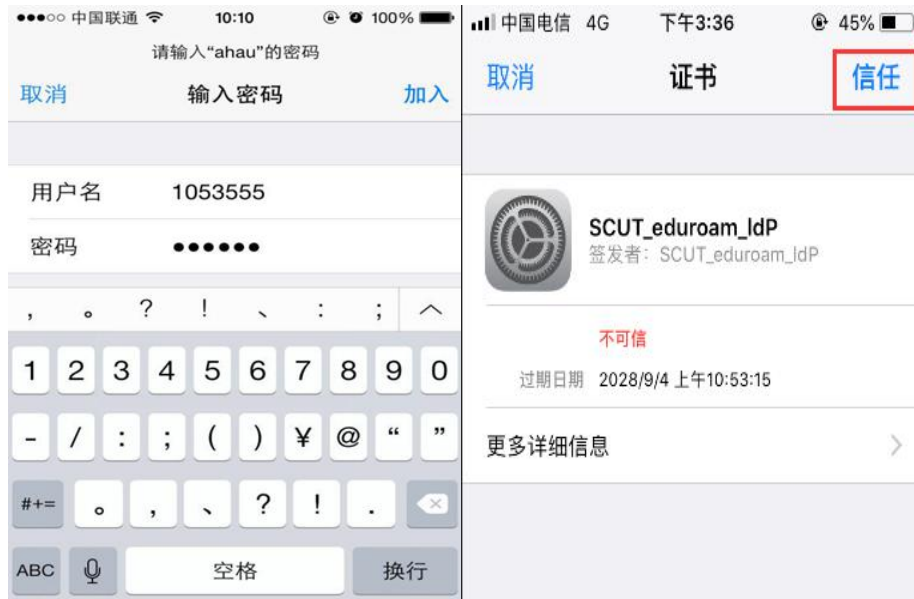 中国联通 10:10 100%
请输入“ahau”的密码
取消 输入密码 加入
用户名 1053555
密码 ●●●●●●
, 。 ? ! 、 : ; ︿
1 2 3 4 5 6 7 8 9 0
- / : ; ( ) ¥ @ “ ”
#+= 。 , 、 ? ! .
ABC 空格 换行
中国电信 4G 下午3:36 45%
取消 证书 信任
SCUT_eduroam_IdP
签发者: SCUT_eduroam_IdP
不可信
过期日期 2028/9/4 上午10:53:15
更多详细信息